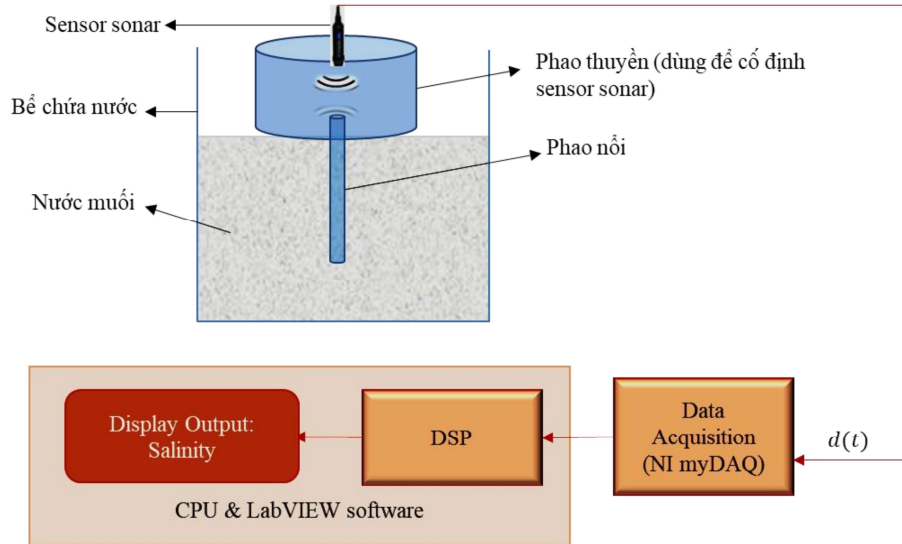 Sensor sonar
Phao thuyền (dùng để cố định
sensor sonar)
Bể chứa nước
Phao nổi
Nước muối
Display Output:
Salinity
DSP
Data
Acquisition
(NI myDAQ)
d(t)
CPU & LabVIEW software